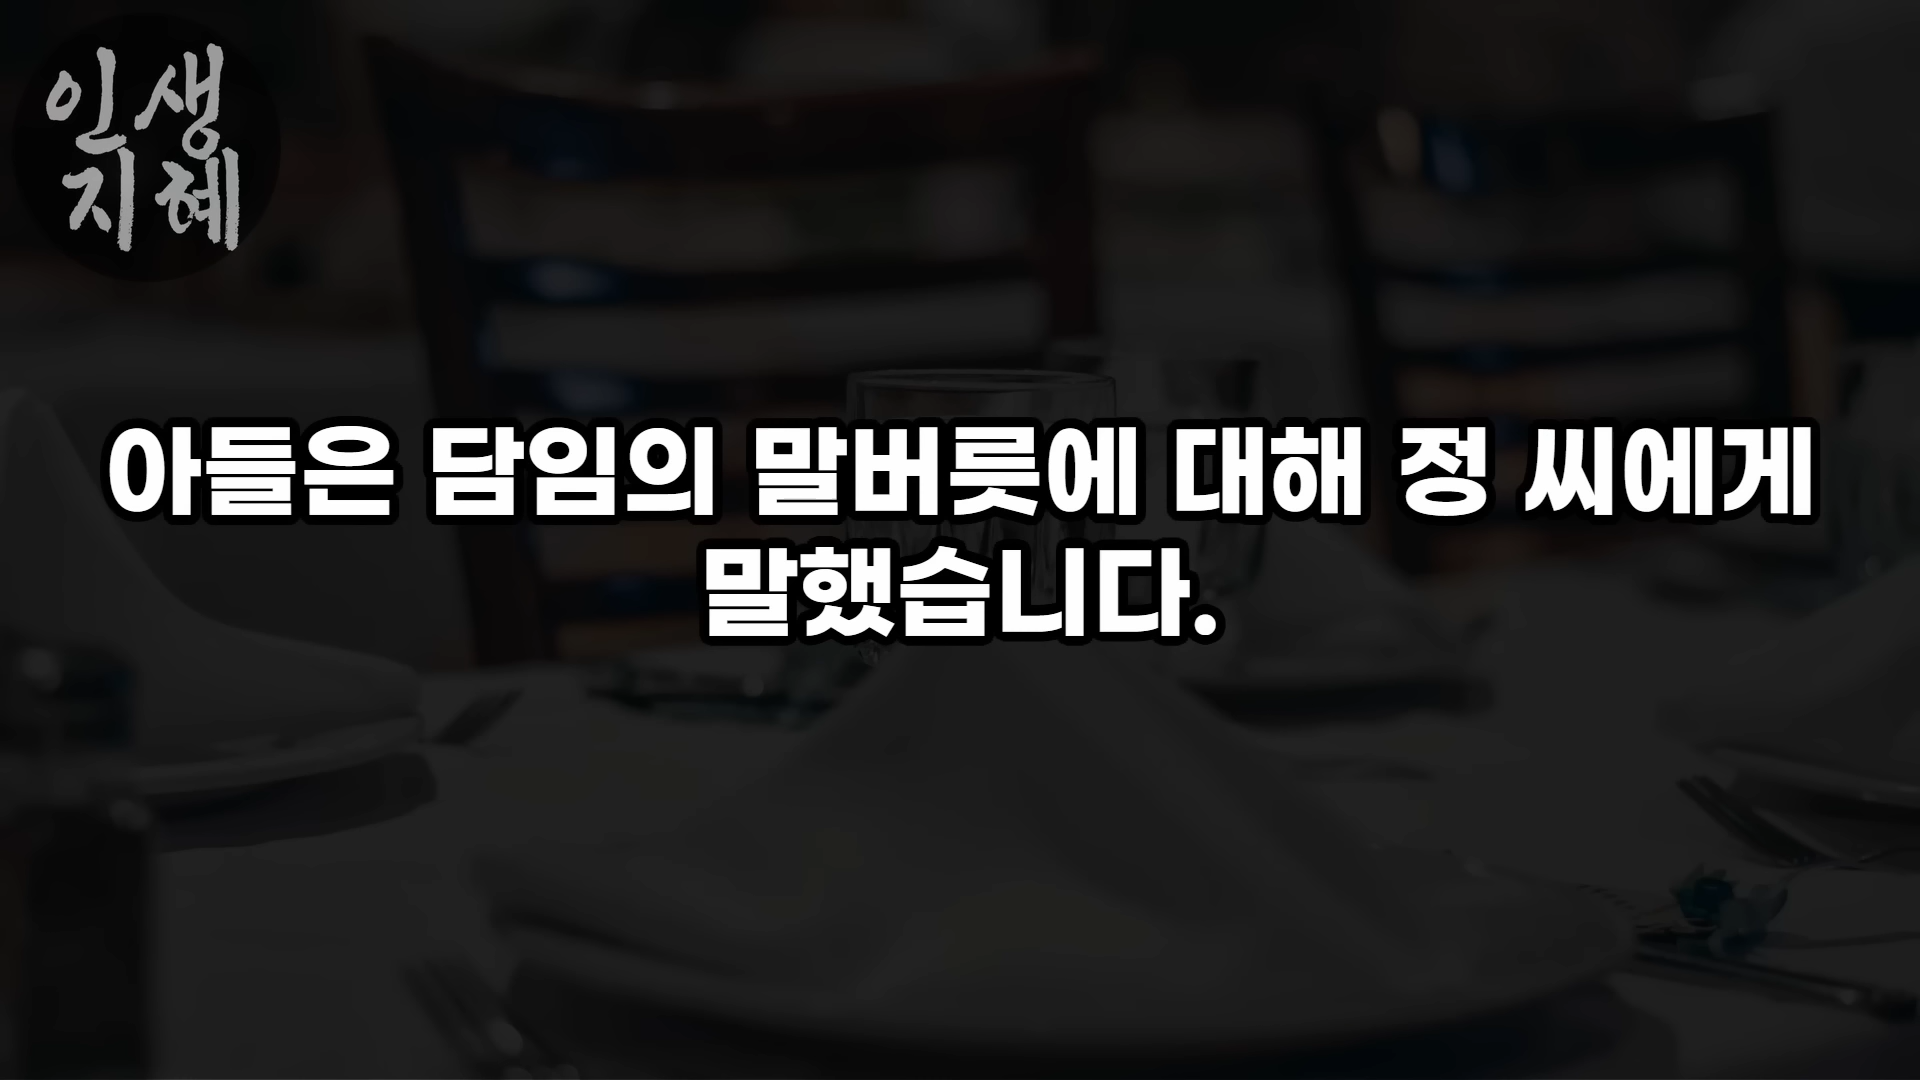 인생
지혜
아들은 담임의 말버릇에 대해 정 씨에게
말했습니다.